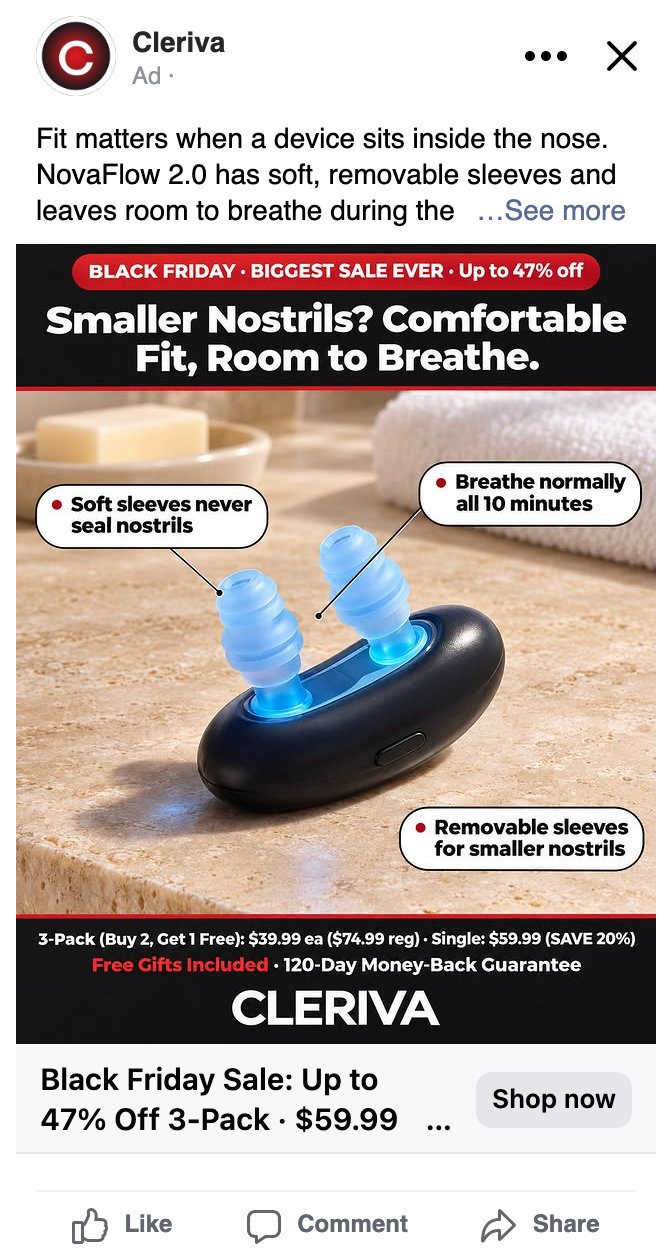 C
Cleriva
Ad ·
Fit matters when a device sits inside the nose.
NovaFlow 2.0 has soft, removable sleeves and
leaves room to breathe during the ...See more
BLACK FRIDAY · BIGGEST SALE EVER · Up to 47% off
Smaller Nostrils? Comfortable
Fit, Room to Breathe.
Soft sleeves never
seal nostrils
Breathe normally
all 10 minutes
Removable sleeves
for smaller nostrils
3-Pack (Buy 2, Get 1 Free): $39.99 ea ($74.99 reg) · Single: $59.99 (SAVE 20%)
Free Gifts Included · 120-Day Money-Back Guarantee
CLERIVA
Black Friday Sale: Up to
47% Off 3-Pack · $59.99 ...
Shop now
Like
Comment
Share